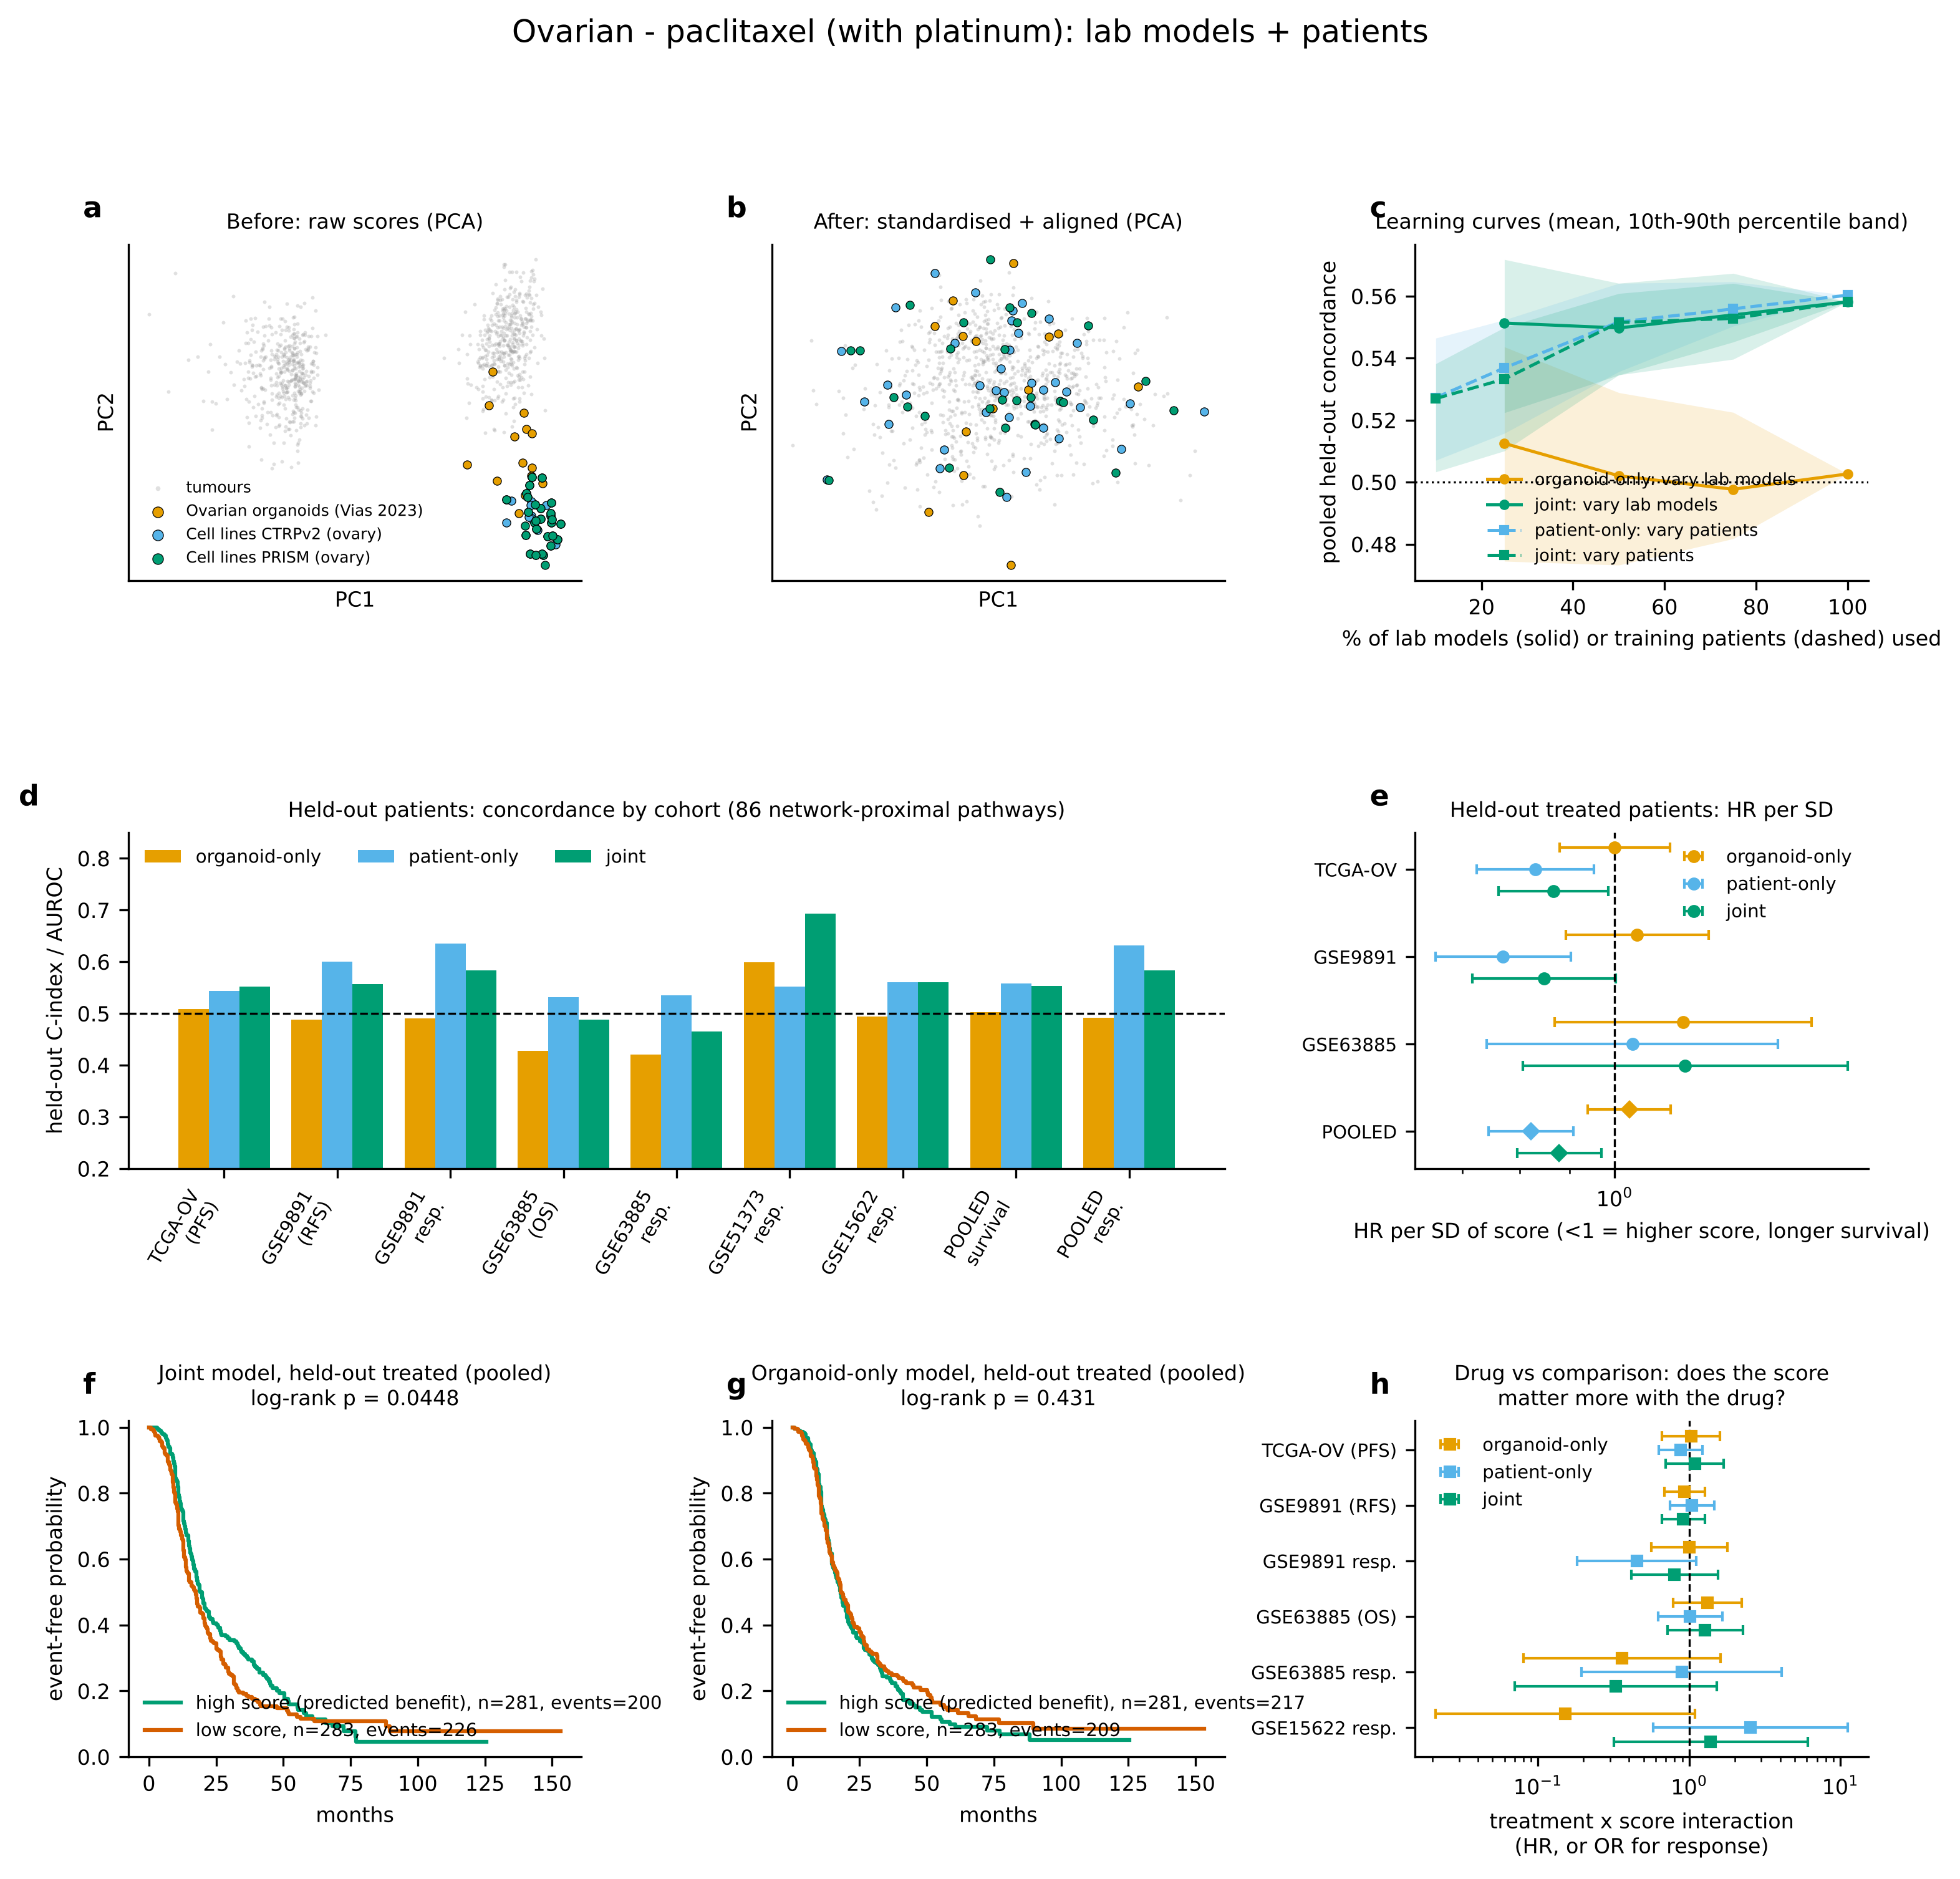 Ovarian - paclitaxel (with platinum): lab models + patients
a
Before: raw scores (PCA)
PC2
tumours
Ovarian organoids (Vias 2023)
Cell lines CTRPv2 (ovary)
Cell lines PRISM (ovary)
PC1
b
After: standardised + aligned (PCA)
PC2
PC1
c
Learning curves (mean, 10th-90th percentile band)
pooled held-out concordance
0.56
0.54
0.52
0.50
0.48
organoid-only: vary lab models
joint: vary lab models
patient-only: vary patients
joint: vary patients
20 40 60 80 100
% of lab models (solid) or training patients (dashed) used
d
Held-out patients: concordance by cohort (86 network-proximal pathways)
held-out C-index / AUROC
0.8
0.7
0.6
0.5
0.4
0.3
0.2
organoid-only patient-only joint
TCGA-OV
(PFS)
GSE9891
(RFS)
GSE9891
resp.
GSE63885
(OS)
GSE63885
resp.
GSE51373
resp.
GSE15622
resp.
POOLED
survival
POOLED
resp.
e
Held-out treated patients: HR per SD
organoid-only
patient-only
joint
TCGA-OV
GSE9891
GSE63885
POOLED
10⁰
HR per SD of score (<1 = higher score, longer survival)
f
Joint model, held-out treated (pooled)
log-rank p = 0.0448
event-free probability
1.0
0.8
0.6
0.4
0.2
0.0
high score (predicted benefit), n=281, events=200
low score, n=283, events=226
0 25 50 75 100 125 150
months
g
Organoid-only model, held-out treated (pooled)
log-rank p = 0.431
event-free probability
1.0
0.8
0.6
0.4
0.2
0.0
high score (predicted benefit), n=281, events=217
low score, n=283, events=209
0 25 50 75 100 125 150
months
h
Drug vs comparison: does the score
matter more with the drug?
organoid-only
patient-only
joint
TCGA-OV (PFS)
GSE9891 (RFS)
GSE9891 resp.
GSE63885 (OS)
GSE63885 resp.
GSE15622 resp.
10⁻¹ 10⁰ 10¹
treatment x score interaction
(HR, or OR for response)